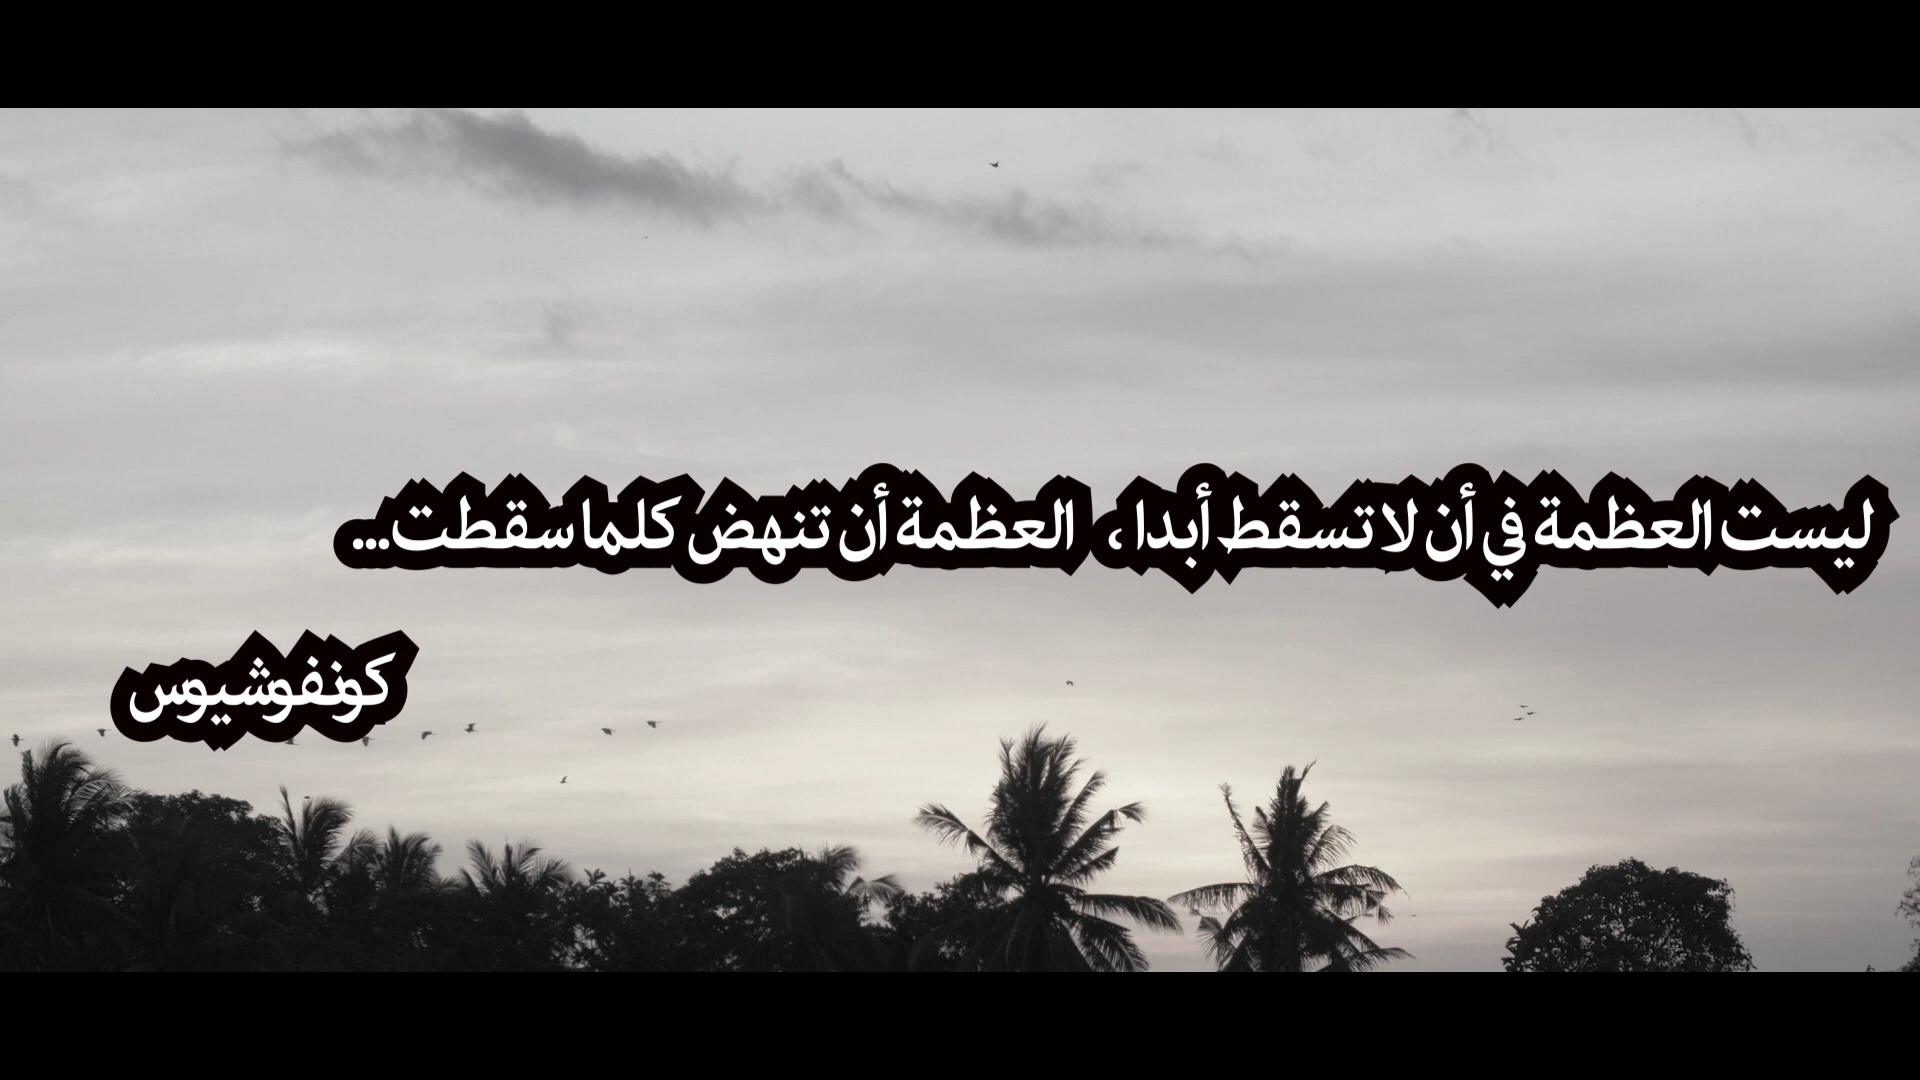 ليست العظمة في أن لا تسقط أبدا، العظمة أن تنهض كلما سقطت...
كونفوشيوس